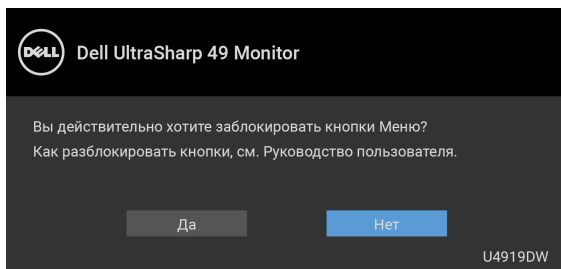 DELL
Dell UltraSharp 49 Monitor
Вы действительно хотите заблокировать кнопки Меню?
Как разблокировать кнопки, см. Руководство пользователя.
Да
Нет
U4919DW